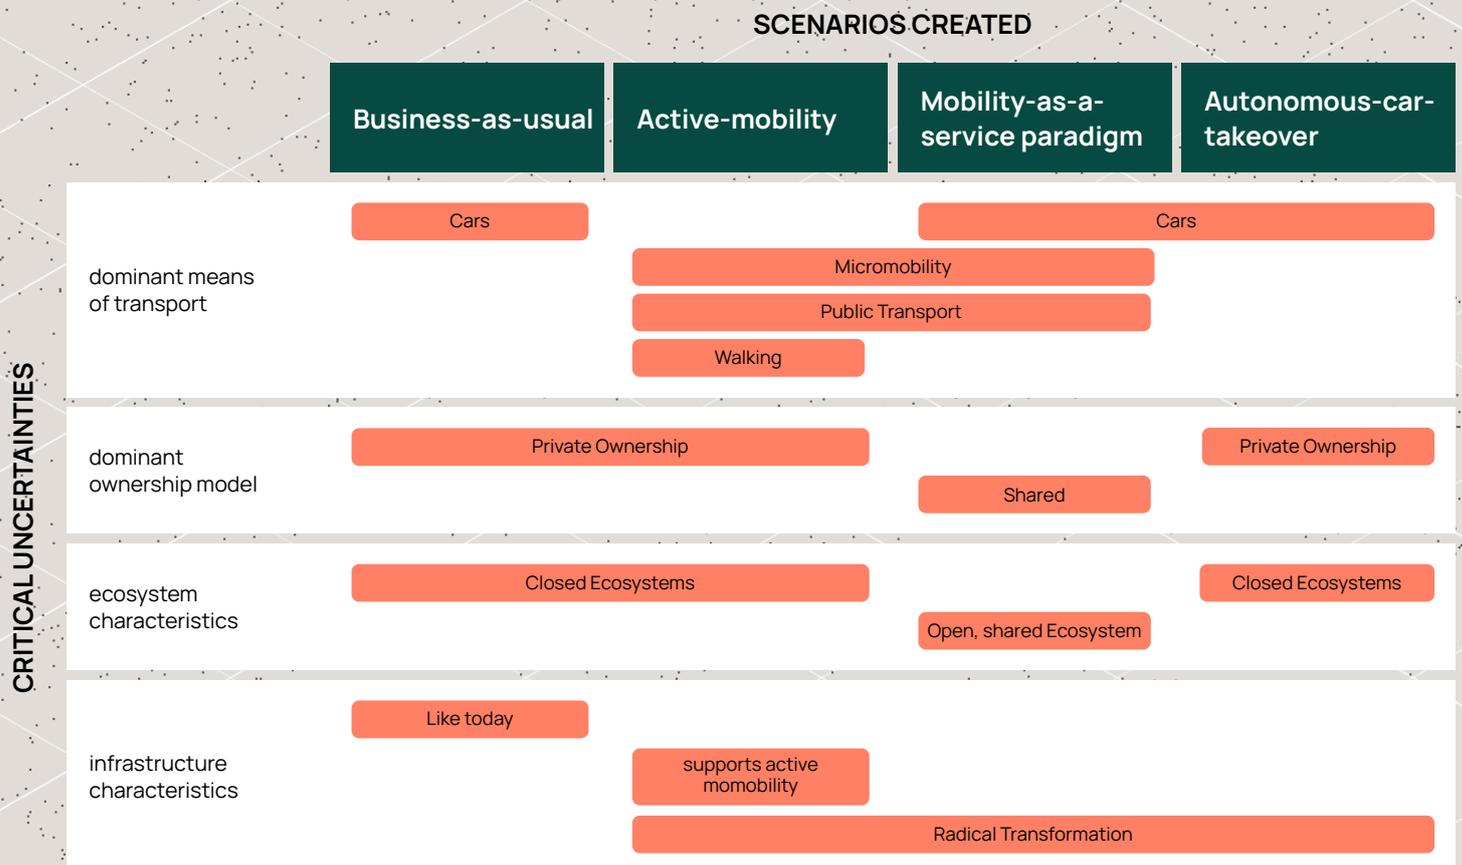 SCENARIOS CREATED
Business-as-usual
Active-mobility
Mobility-as-a-
service paradigm
Autonomous-car-
takeover
CRITICAL UNCERTAINTIES
dominant means
of transport
Cars
Cars
Micromobility
Public Transport
Walking
dominant
ownership model
Private Ownership
Private Ownership
Shared
ecosystem
characteristics
Closed Ecosystems
Closed Ecosystems
Open, shared Ecosystem
infrastructure
characteristics
Like today
supports active
momobility
Radical Transformation